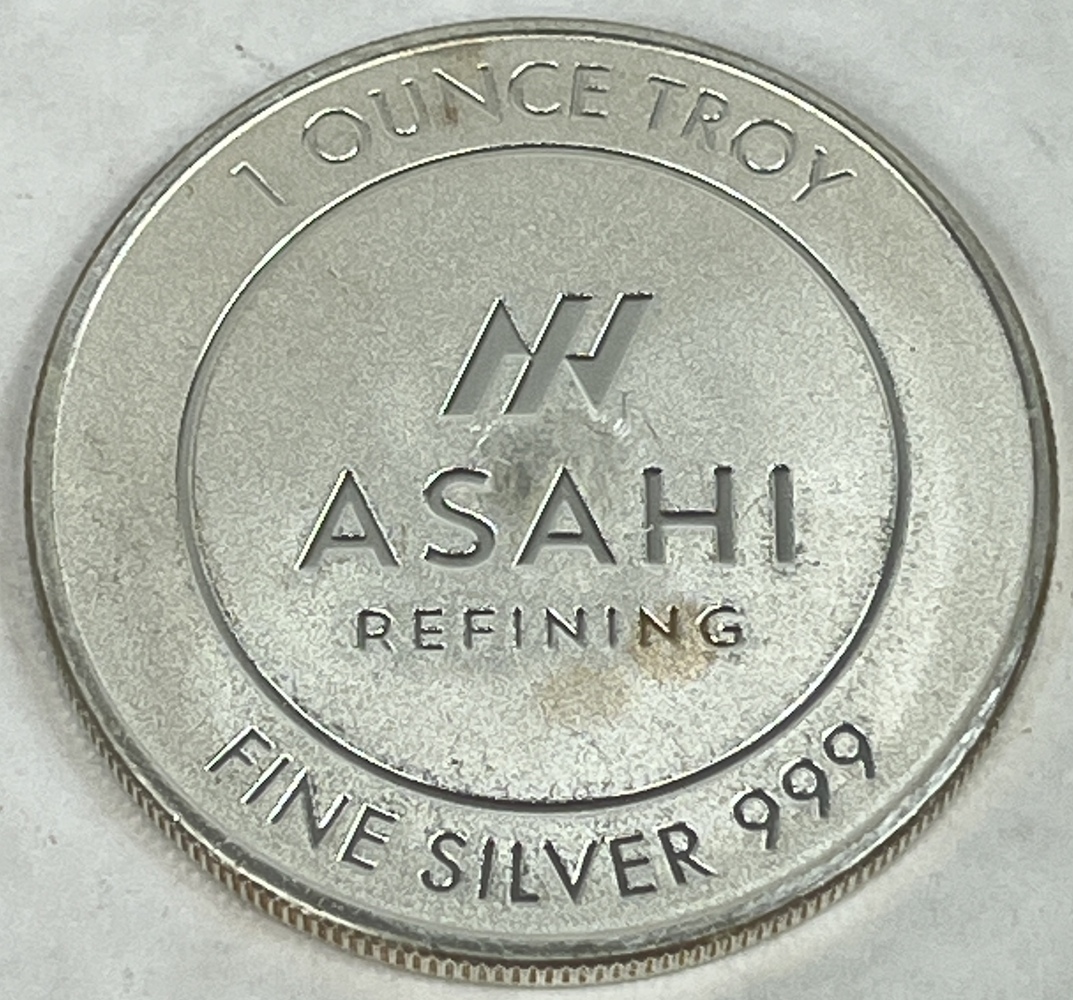 1 OUNCE TROY
ASAHI
REFINING
FINE SILVER 999